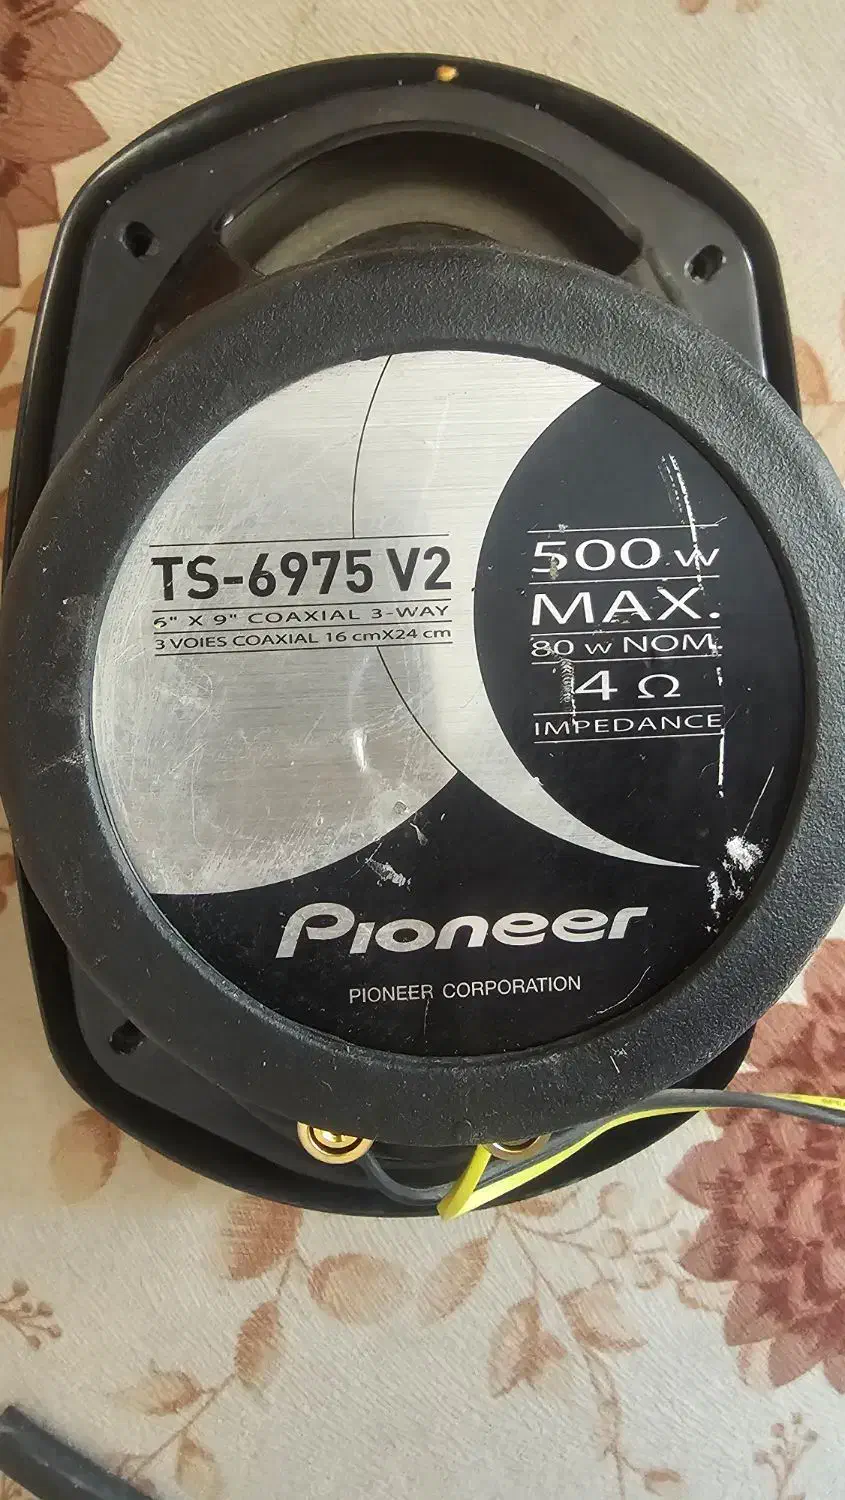 TS-6975 V2
6" X 9" COAXIAL 3-WAY
3 VOIES COAXIAL 16 cmX24 cm
500 W
MAX.
80 W NOM.
4 Ω
IMPEDANCE
Pioneer
PIONEER CORPORATION